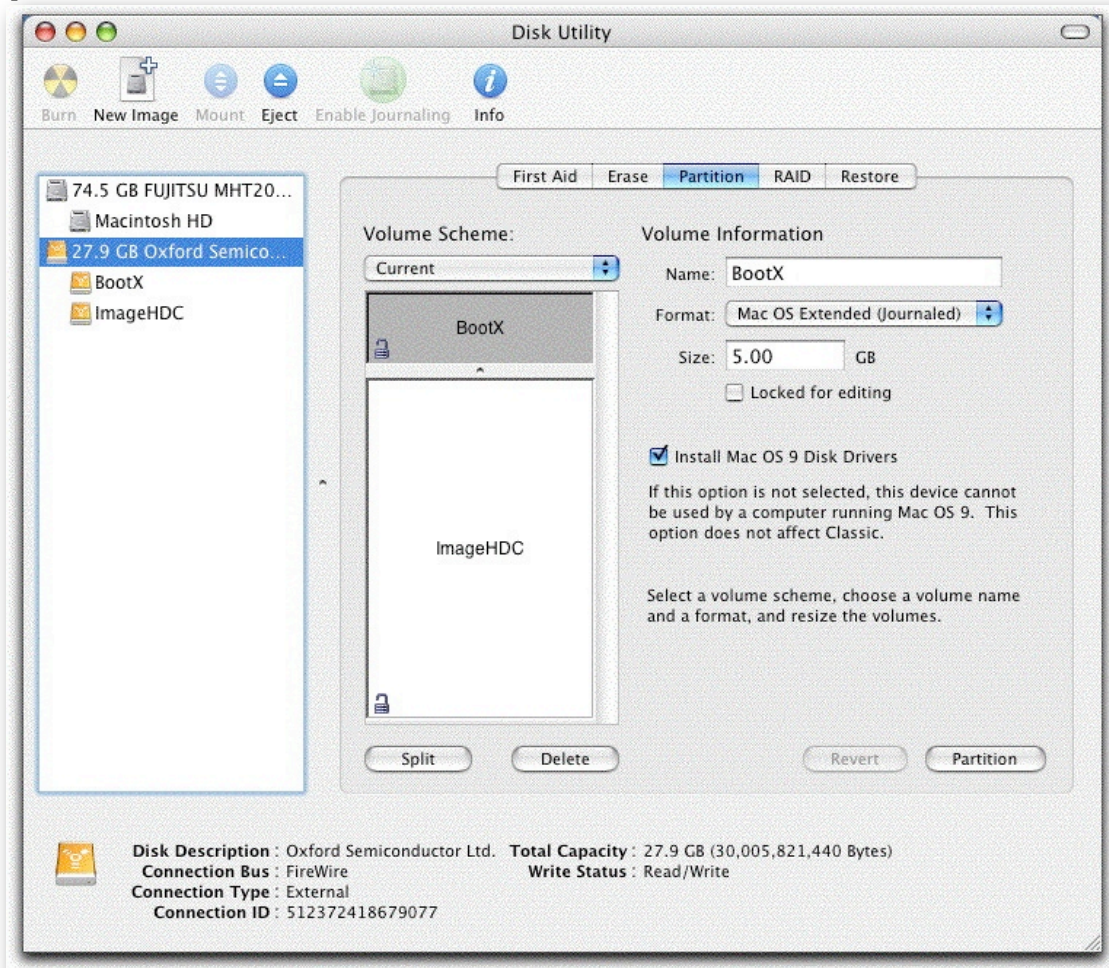 Disk Utility
Burn New Image Mount Eject Enable Journaling Info
74.5 GB FUJITSU MHT20...
Macintosh HD
27.9 GB Oxford Semico...
BootX
ImageHDC
First Aid Erase Partition RAID Restore
Volume Scheme:
Current
BootX
ImageHDC
Split Delete
Volume Information
Name: BootX
Format: Mac OS Extended (Journaled)
Size: 5.00 GB
Locked for editing
Install Mac OS 9 Disk Drivers
If this option is not selected, this device cannot
be used by a computer running Mac OS 9. This
option does not affect Classic.
Select a volume scheme, choose a volume name
and a format, and resize the volumes.
Revert Partition
Disk Description : Oxford Semiconductor Ltd. Total Capacity : 27.9 GB (30,005,821,440 Bytes)
Connection Bus : FireWire Write Status : Read/Write
Connection Type : External
Connection ID : 512372418679077